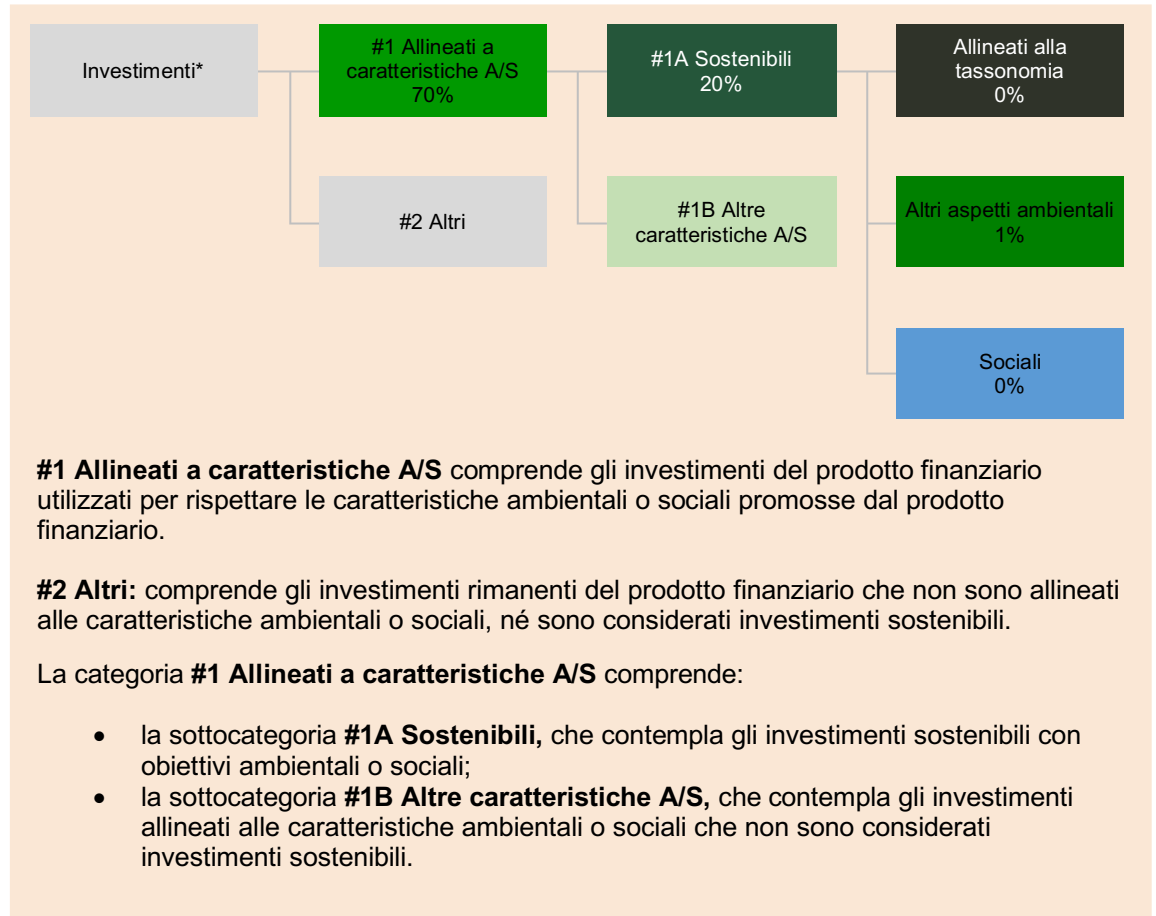 Investimenti*
#1 Allineati a
caratteristiche A/S
70%
#1A Sostenibili
20%
Allineati alla
tassonomia
0%
#2 Altri
#1B Altre
caratteristiche A/S
Altri aspetti ambientali
1%
Sociali
0%
#1 Allineati a caratteristiche A/S comprende gli investimenti del prodotto finanziario
utilizzati per rispettare le caratteristiche ambientali o sociali promosse dal prodotto
finanziario.
#2 Altri: comprende gli investimenti rimanenti del prodotto finanziario che non sono allineati
alle caratteristiche ambientali o sociali, né sono considerati investimenti sostenibili.
La categoria #1 Allineati a caratteristiche A/S comprende:
• la sottocategoria #1A Sostenibili, che contempla gli investimenti sostenibili con
obiettivi ambientali o sociali;
• la sottocategoria #1B Altre caratteristiche A/S, che contempla gli investimenti
allineati alle caratteristiche ambientali o sociali che non sono considerati
investimenti sostenibili.